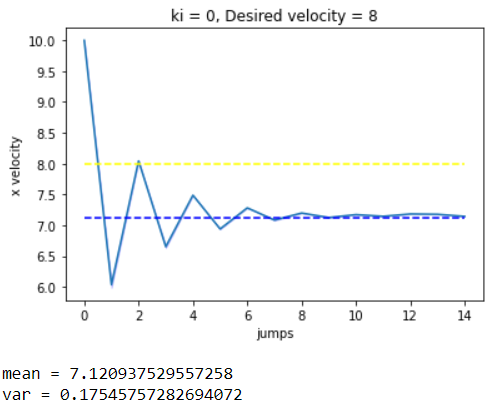 ki = 0, Desired velocity = 8
10.0
9.5
9.0
8.5
8.0
7.5
7.0
6.5
6.0
x velocity
0 2 4 6 8 10 12 14
jumps
mean = 7.120937529557258
var = 0.17545757282694072